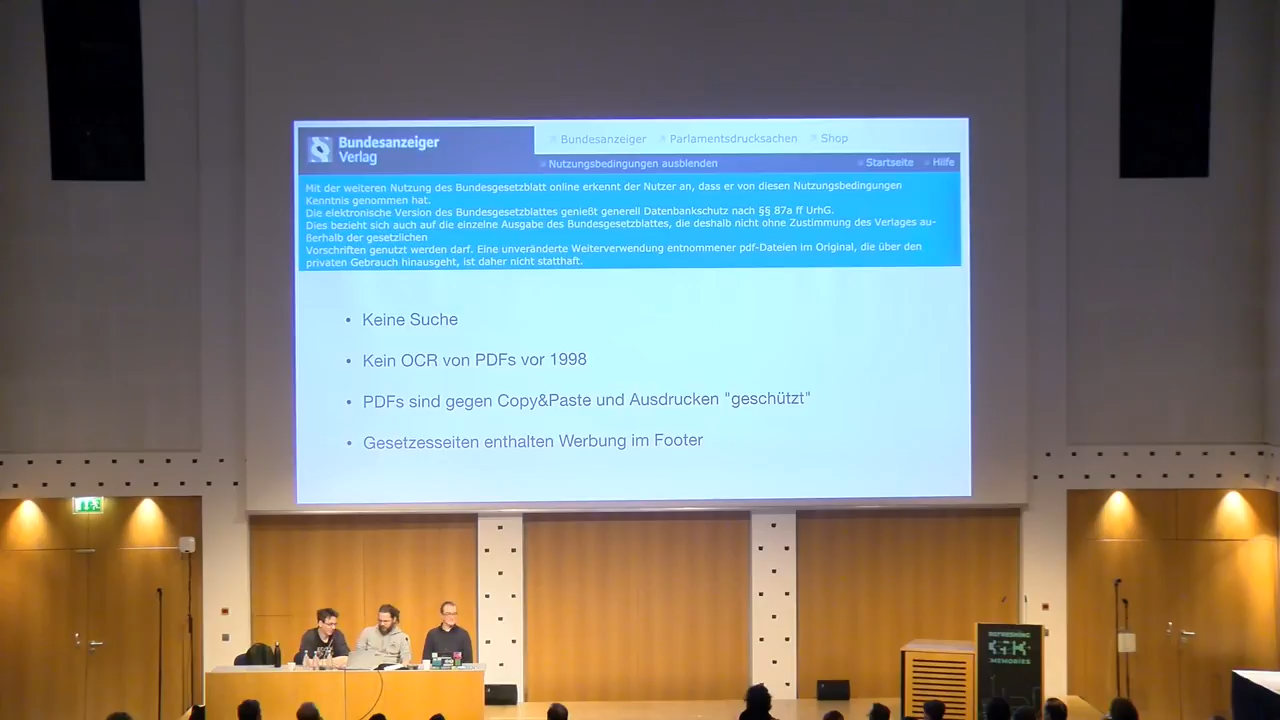 Bundesanzeiger
Verlag
Bundesanzeiger Parlamentsdrucksachen Shop
Nutzungsbedingungen ausblenden Startseite Hilfe
Mit der weiteren Nutzung des Bundesgesetzblatt online erkennt der Nutzer an, dass er von diesen Nutzungsbedingungen
Kenntnis genommen hat.
Die elektronische Version des Bundesgesetzblattes genießt generell Datenbankschutz nach §§ 87a ff UrhG.
Dies bezieht sich auch auf die einzelne Ausgabe des Bundesgesetzblattes, die deshalb nicht ohne Zustimmung des Verlages au-
ßerhalb der gesetzlichen
Vorschriften genutzt werden darf. Eine unveränderte Weiterverwendung entnommener pdf-Dateien im Original, die über den
privaten Gebrauch hinausgeht, ist daher nicht statthaft.
• Keine Suche
• Kein OCR von PDFs vor 1998
• PDFs sind gegen Copy&Paste und Ausdrucken "geschützt"
• Gesetzesseiten enthalten Werbung im Footer
REFRESHING
MEMORIES